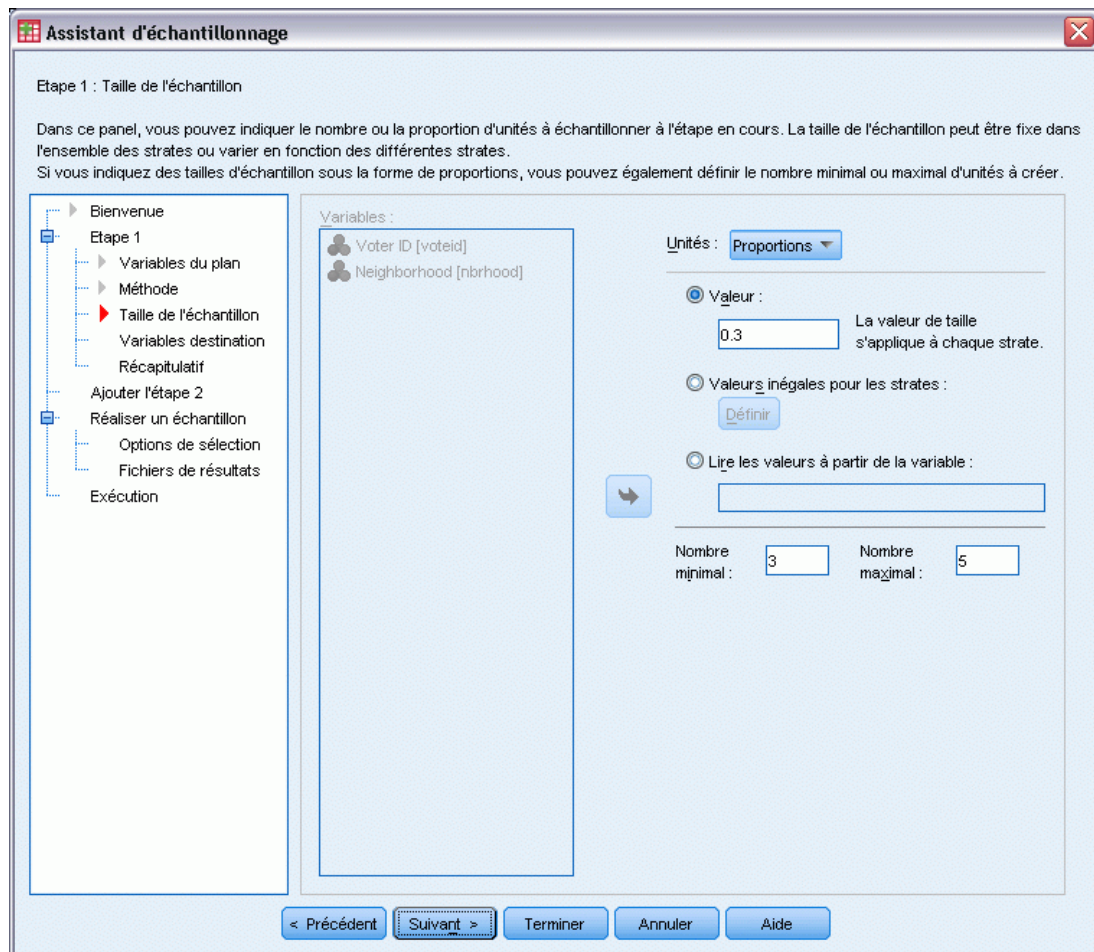 Assistant d'échantillonnage
Etape 1 : Taille de l'échantillon
Dans ce panel, vous pouvez indiquer le nombre ou la proportion d'unités à échantillonner à l'étape en cours. La taille de l'échantillon peut être fixe dans
l'ensemble des strates ou varier en fonction des différentes strates.
Si vous indiquez des tailles d'échantillon sous la forme de proportions, vous pouvez également définir le nombre minimal ou maximal d'unités à créer.
Bienvenue
Etape 1
Variables du plan
Méthode
Taille de l'échantillon
Variables destination
Récapitulatif
Ajouter l'étape 2
Réaliser un échantillon
Options de sélection
Fichiers de résultats
Exécution
Variables :
Voter ID [voteid]
Neighborhood [nbrhood]
Unités : Proportions
Valeur :
0.3
La valeur de taille
s'applique à chaque strate.
Valeurs inégales pour les strates :
Définir
Lire les valeurs à partir de la variable :
Nombre
minimal :
3
Nombre
maximal :
5
< Précédent
Suivant >
Terminer
Annuler
Aide